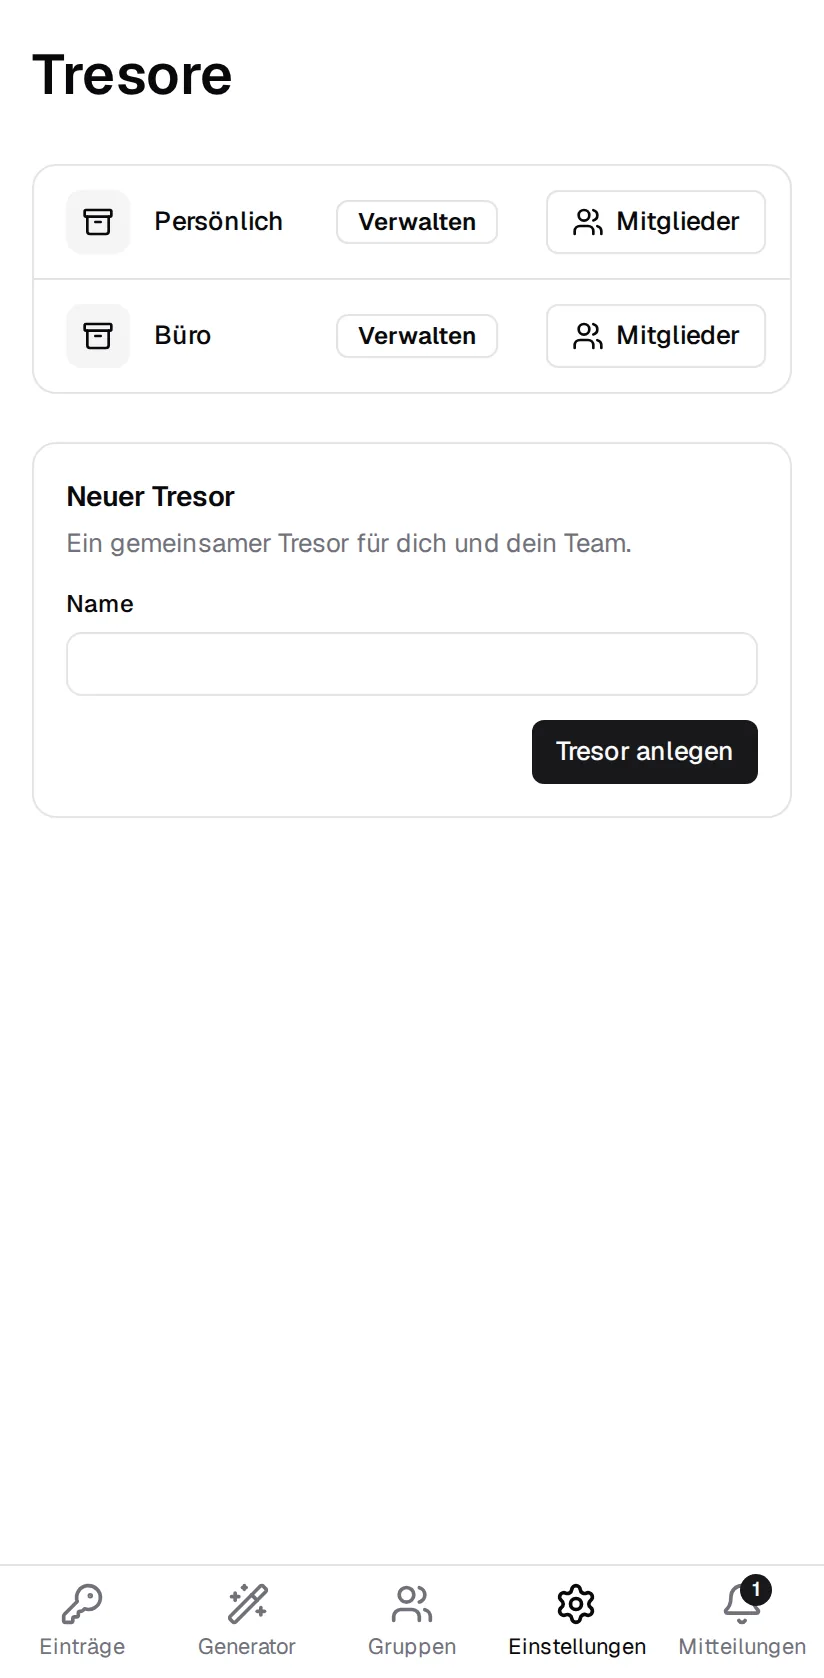 Tresore
Persönlich Verwalten Mitglieder
Büro Verwalten Mitglieder
Neuer Tresor
Ein gemeinsamer Tresor für dich und dein Team.
Name
Tresor anlegen
1
Einträge Generator Gruppen Einstellungen Mitteilungen